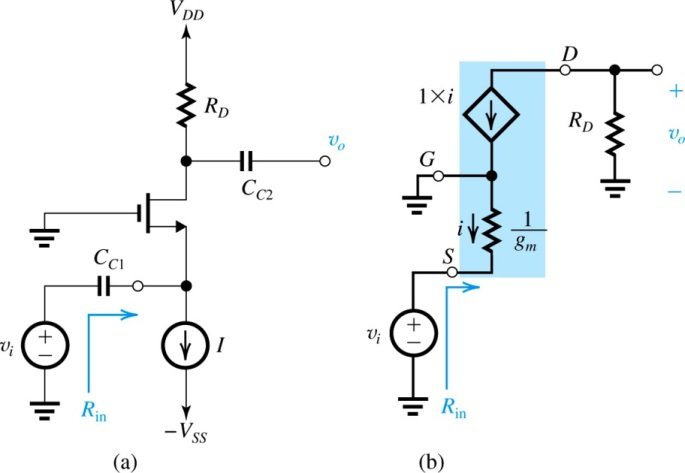 V_DD
R_D
v_o
C_C2
C_C1
v_i
+
−
I
R_in
−V_SS
(a)
D
1×i
R_D
+
v_o
−
G
i
1/g_m
S
v_i
+
−
R_in
(b)